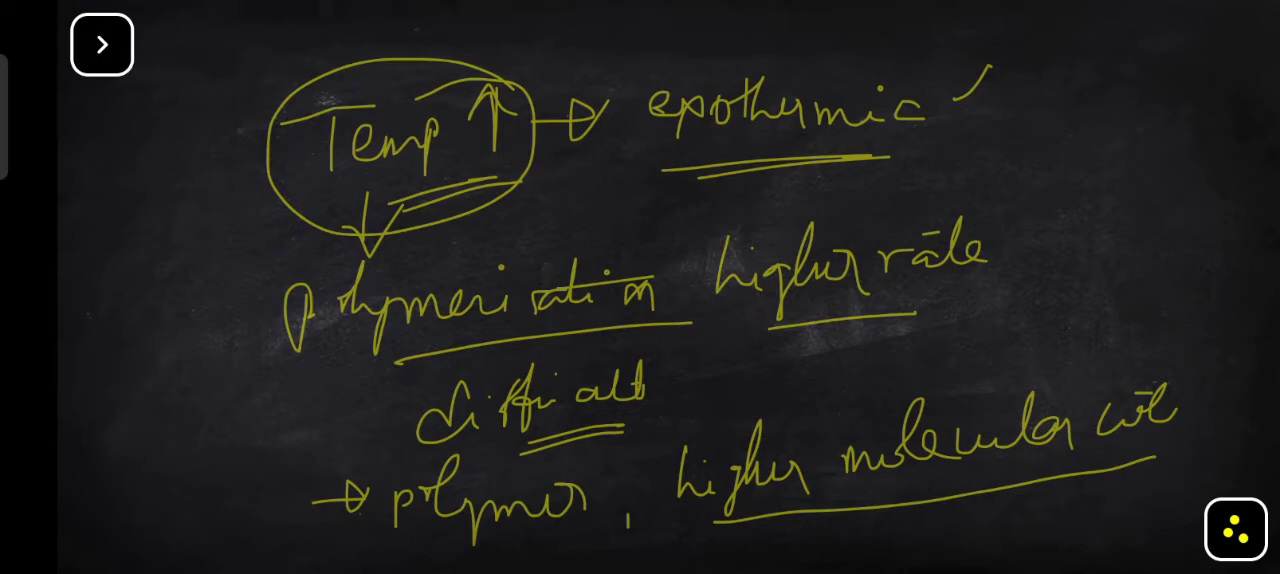 Temp ↑ → exothermic ✓
polymerisation higher rate
difficult
→ polymer, higher molecular wt